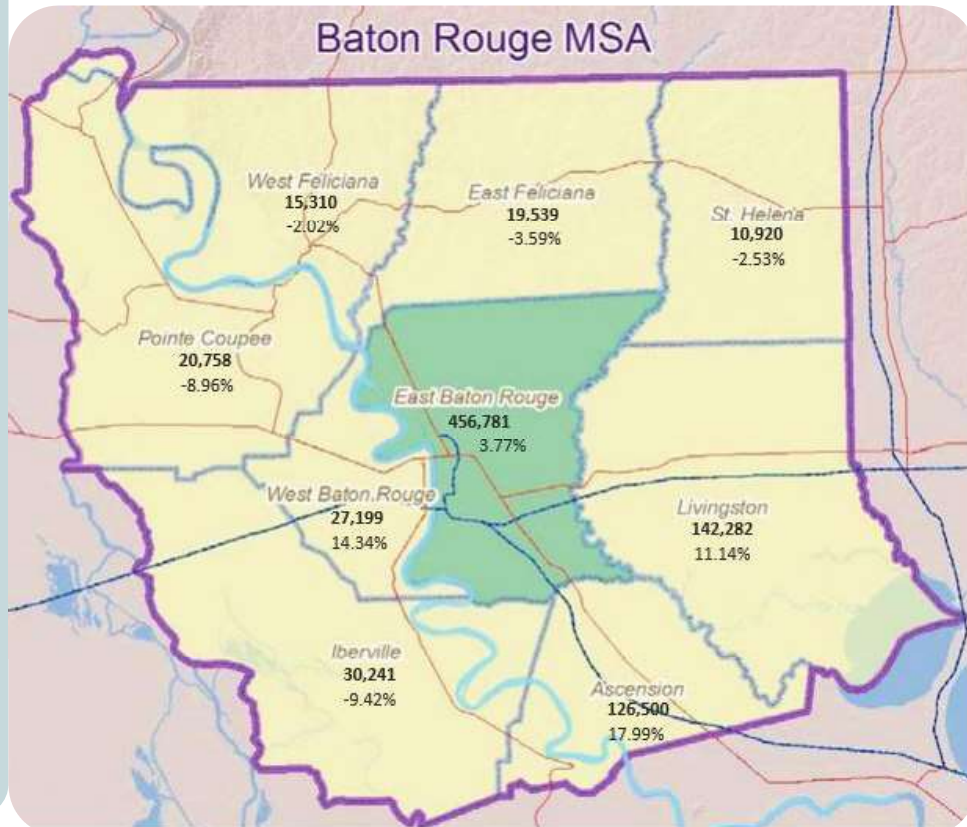 Baton Rouge MSA
West Feliciana
15,310
-2.02%
East Feliciana
19.539
-3.59%
St. Helena
10,920
-2.53%
Pointe Coupee
20,758
-8.96%
East Baton Rouge
456,781
3.77%
West Baton.Rouge
27,199
14.34%
Livingston
142,282
11.14%
Iberville
30,241
-9.42%
Ascension
126,500
17.99%